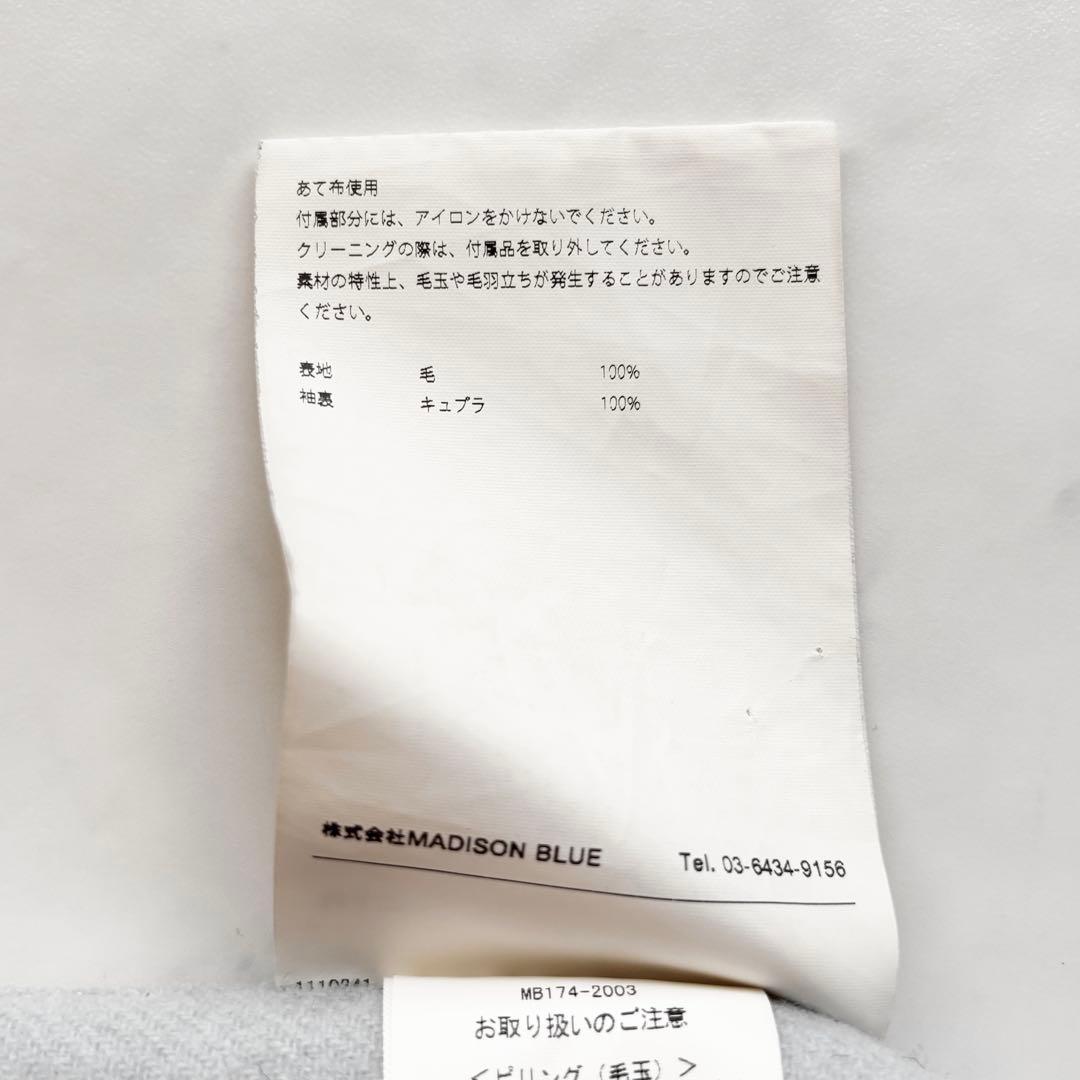 あて布使用
付属部分には、アイロンをかけないでください。
クリーニングの際は、付属品を取り外してください。
素材の特性上、毛玉や毛羽立ちが発生することがありますのでご注意
ください。
表地 毛 100%
袖裏 キュプラ 100%
株式会社MADISON BLUE Tel. 03-6434-9156
MB174-2003
お取り扱いのご注意
<ピリング(毛玉)>